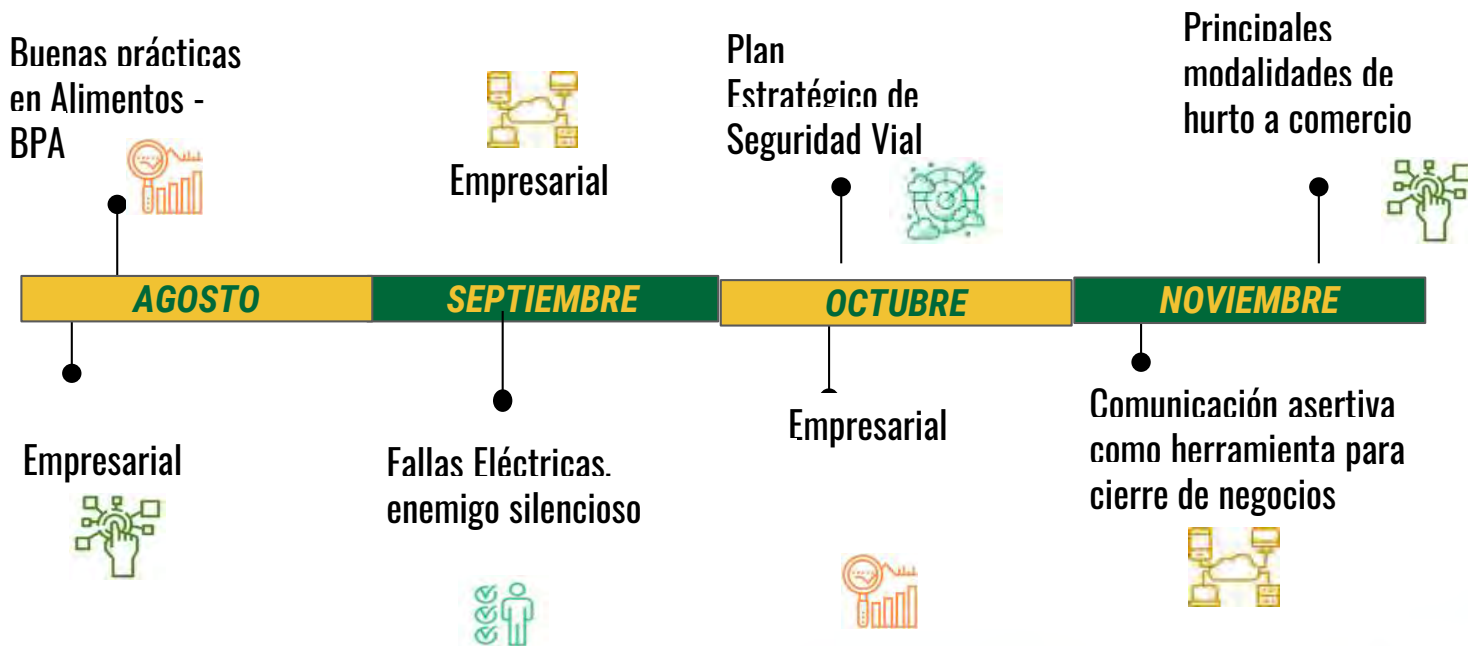 Buenas prácticas
en Alimentos -
BPA
Empresarial
Plan
Estratégico de
Seguridad Vial
Principales
modalidades de
hurto a comercio
AGOSTO
SEPTIEMBRE
OCTUBRE
NOVIEMBRE
Empresarial
Fallas Eléctricas,
enemigo silencioso
Empresarial
Comunicación asertiva
como herramienta para
cierre de negocios